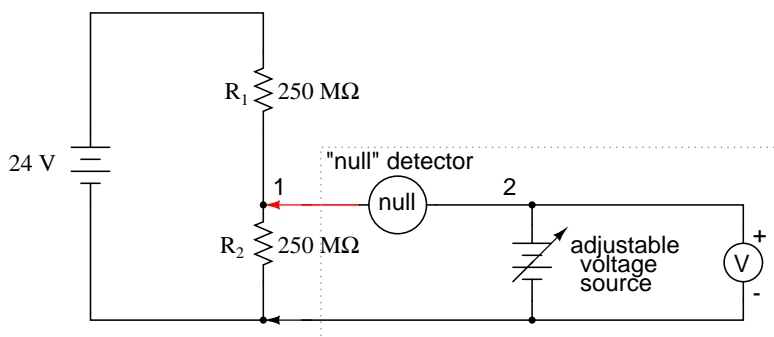 R₁ 250 MΩ
"null" detector
24 V
1
null
2
R₂ 250 MΩ
adjustable
voltage
source
V
+
-